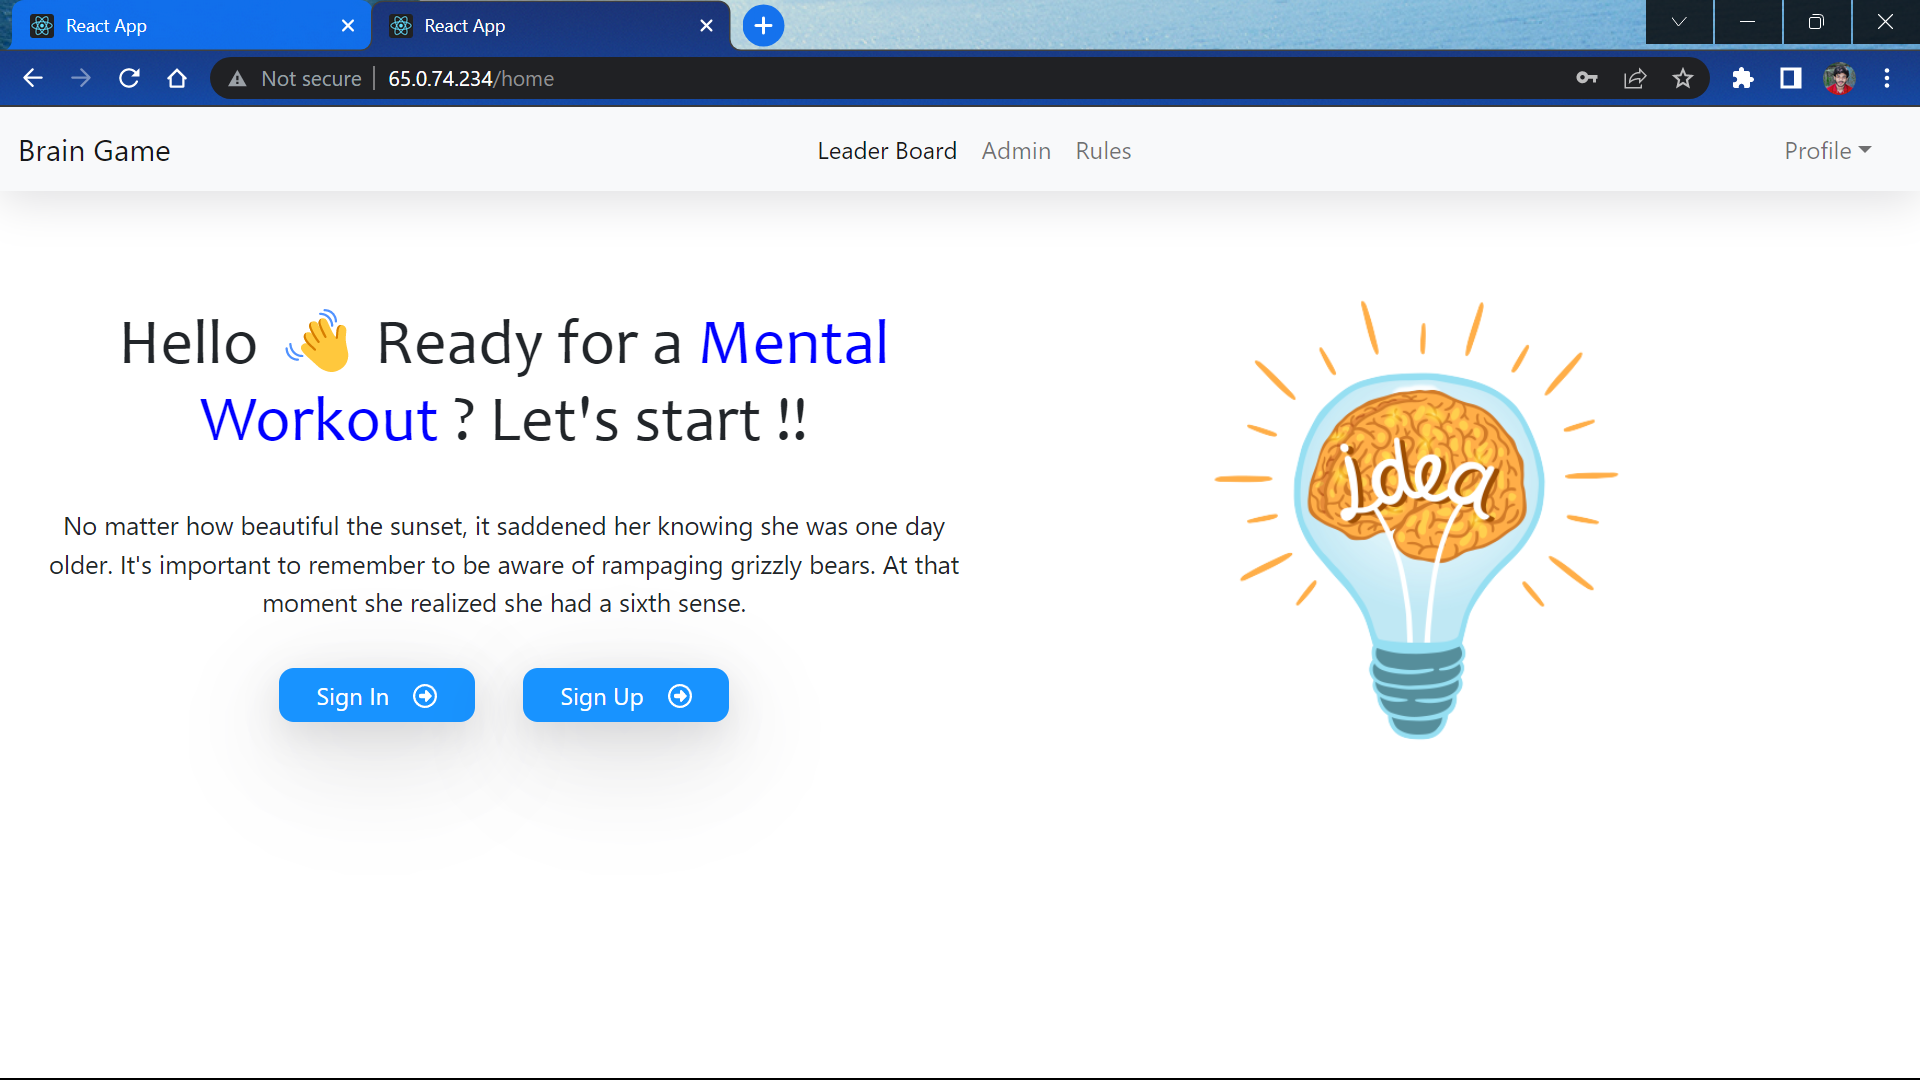 React App
React App
Not secure | 65.0.74.234/home
Brain Game
Leader Board Admin Rules
Profile
Hello 👋 Ready for a Mental
Workout ? Let's start !!
idea
No matter how beautiful the sunset, it saddened her knowing she was one day
older. It's important to remember to be aware of rampaging grizzly bears. At that
moment she realized she had a sixth sense.
Sign In
Sign Up